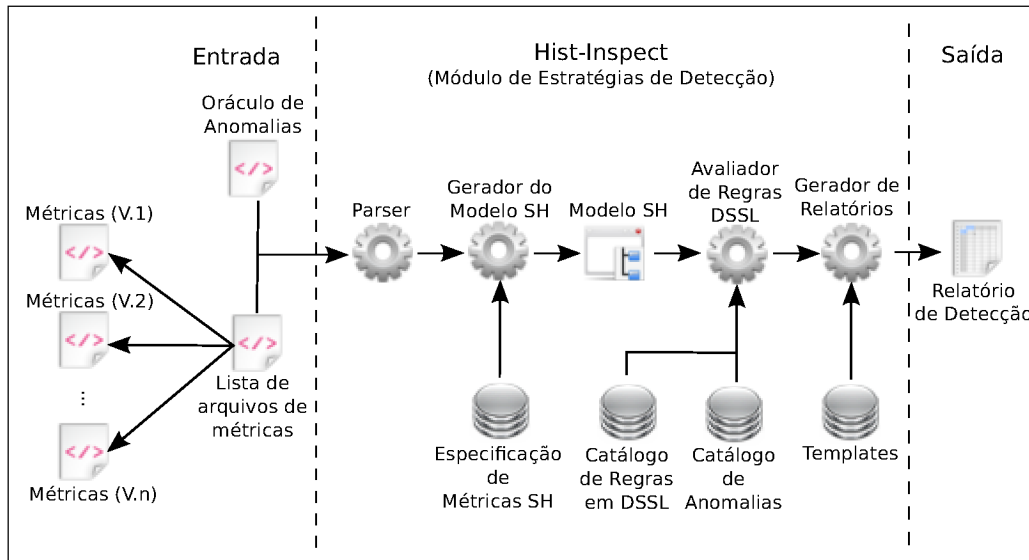 Entrada
Hist-Inspect
(Módulo de Estratégias de Detecção)
Saída
Oráculo de
Anomalias
</>
Métricas (V.1)
</>
Métricas (V.2)
</>
...
</>
Métricas (V.n)
</>
Lista de
arquivos de
métricas
Parser
Gerador do
Modelo SH
Modelo SH
Avaliador
de Regras
DSSL
Gerador de
Relatórios
Relatório
de Detecção
Especificação
de
Métricas SH
Catálogo
de Regras
em DSSL
Catálogo
de
Anomalias
Templates